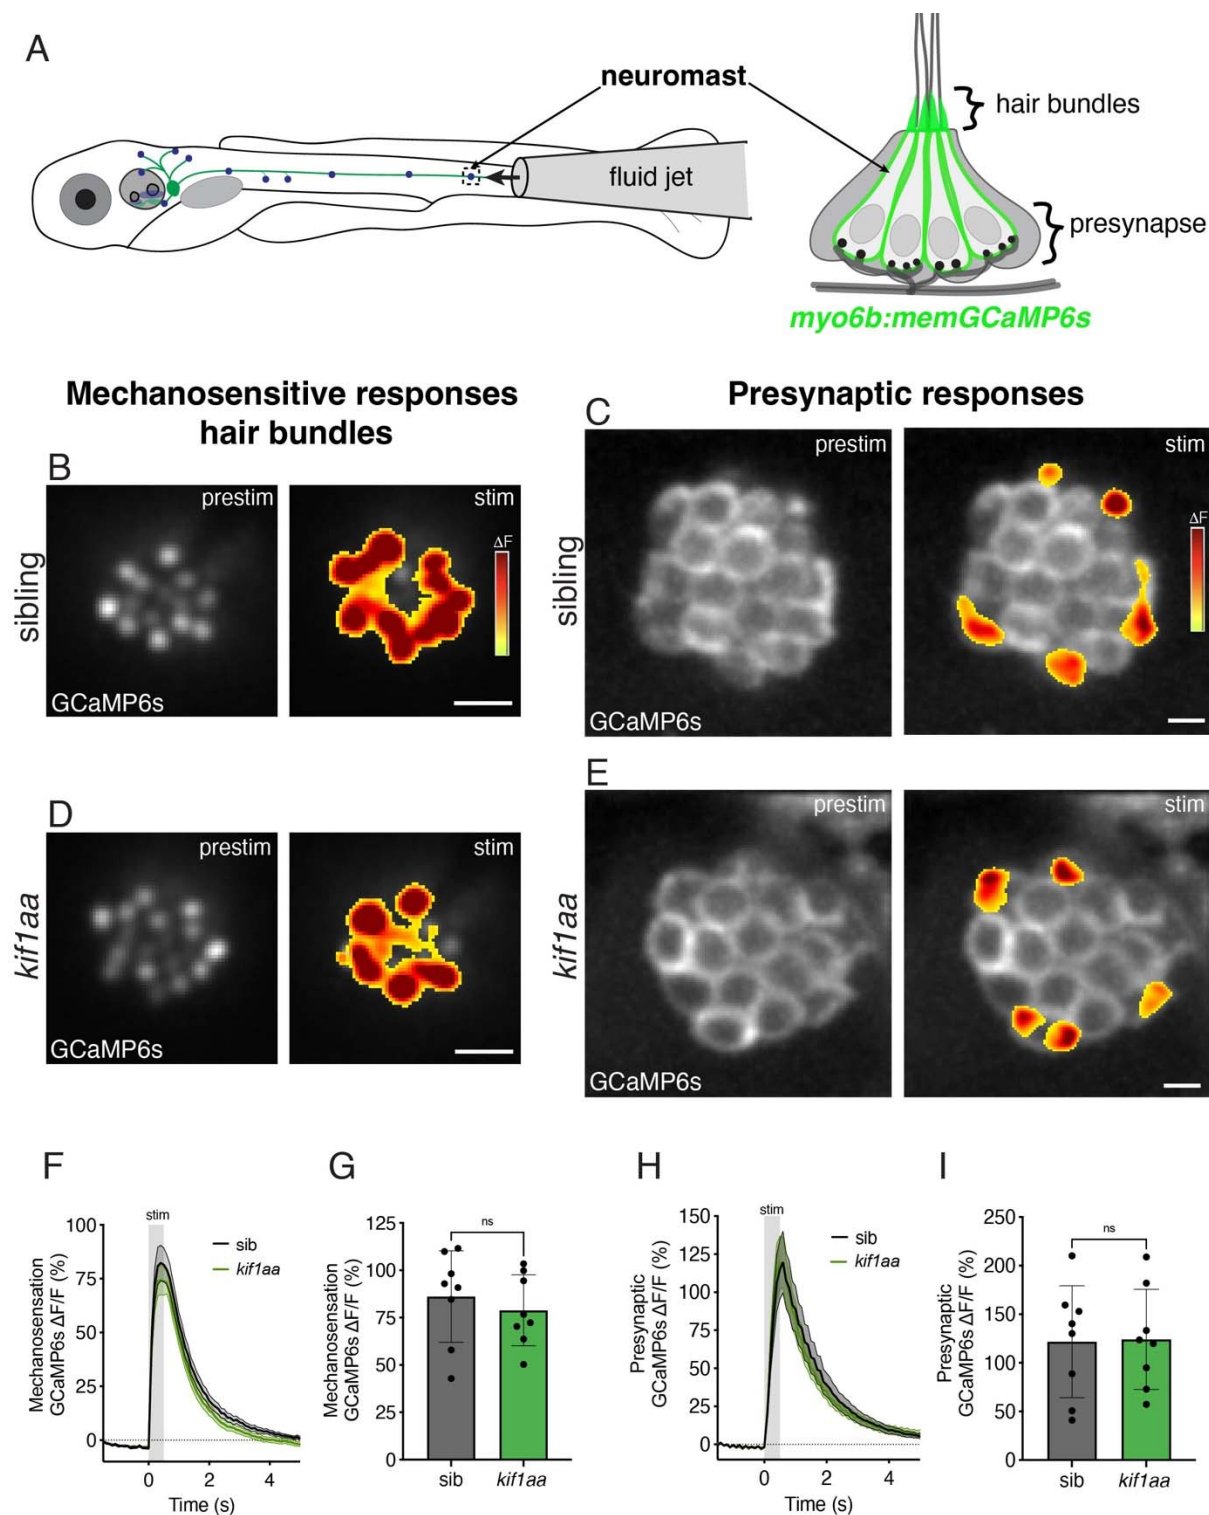 A
neuromast
hair bundles
fluid jet
presynapse
myo6b:memGCaMP6s
Mechanosensitive responses
hair bundles
Presynaptic responses
B
prestim
stim
ΔF
sibling
GCaMP6s
C
prestim
stim
ΔF
sibling
GCaMP6s
D
prestim
stim
kif1aa
GCaMP6s
E
prestim
stim
kif1aa
GCaMP6s
F
Mechanosensation
GCaMP6s ΔF/F (%)
100
75
50
25
0
stim
sib
kif1aa
0 2 4
Time (s)
G
Mechanosensation
GCaMP6s ΔF/F (%)
125
100
75
50
25
0
ns
sib kif1aa
H
Presynaptic
GCaMP6s ΔF/F (%)
150
125
100
75
50
25
0
stim
sib
kif1aa
0 2 4
Time (s)
I
Presynaptic
GCaMP6s ΔF/F (%)
250
200
150
100
50
0
ns
sib kif1aa